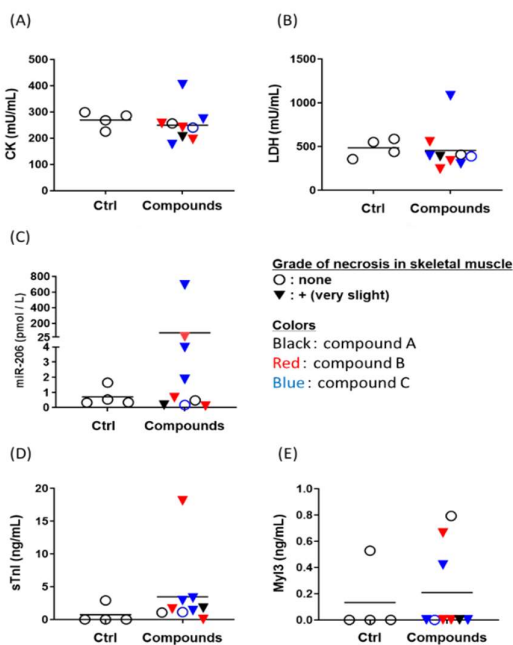 (A)
CK (mU/mL)
500
400
300
200
100
0
Ctrl Compounds
(B)
LDH (mU/mL)
1500
1000
500
0
Ctrl Compounds
(C)
miR-206 (pmol / L)
800
600
400
200
25
4
3
2
1
0
Ctrl Compounds
Grade of necrosis in skeletal muscle
: none
: + (very slight)
Colors
Black: compound A
Red: compound B
Blue: compound C
(D)
sTnI (ng/mL)
20
15
10
5
0
Ctrl Compounds
(E)
Myl3 (ng/mL)
1.0
0.8
0.6
0.4
0.2
0.0
Ctrl Compounds